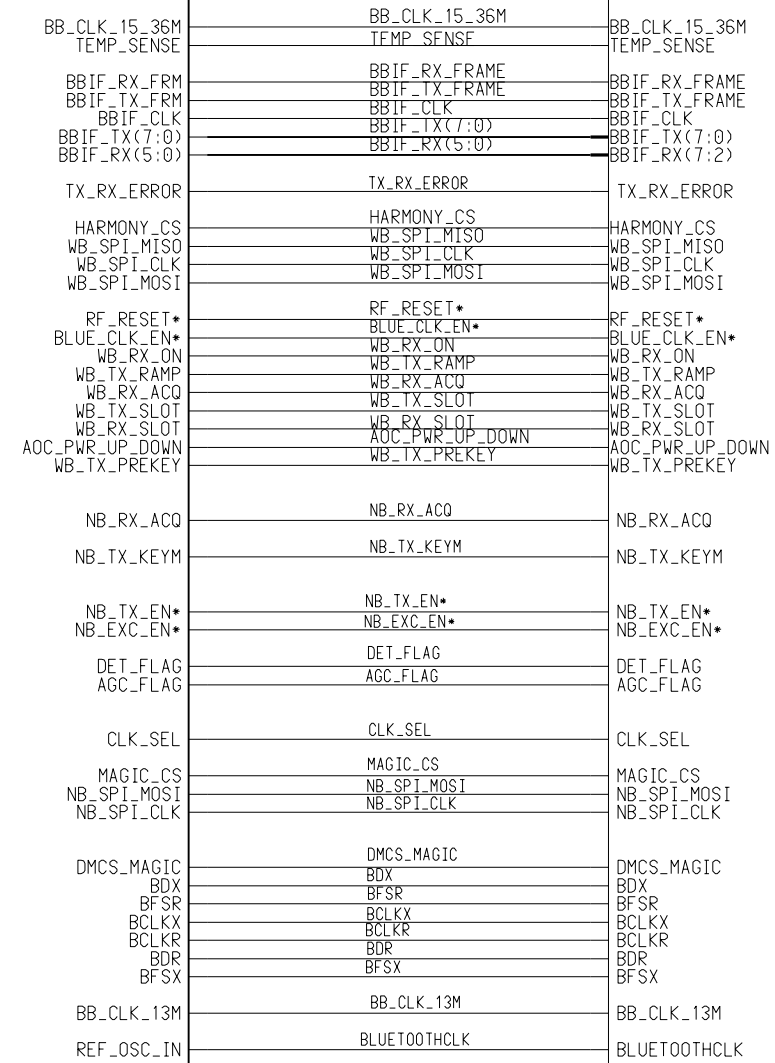 BB_CLK_15_36M BB_CLK_15_36M BB_CLK_15_36M
TEMP_SENSE TEMP_SENSE TEMP_SENSE
BBIF_RX_FRM BBIF_RX_FRAME BBIF_RX_FRAME
BBIF_TX_FRM BBIF_TX_FRAME BBIF_TX_FRAME
BBIF_CLK BBIF_CLK BBIF_CLK
BBIF_TX(7:0) BBIF_TX(7:0) BBIF_TX(7:0)
BBIF_RX(5:0) BBIF_RX(5:0) BBIF_RX(7:2)
TX_RX_ERROR TX_RX_ERROR TX_RX_ERROR
HARMONY_CS HARMONY_CS HARMONY_CS
WB_SPI_MISO WB_SPI_MISO WB_SPI_MISO
WB_SPI_CLK WB_SPI_CLK WB_SPI_CLK
WB_SPI_MOSI WB_SPI_MOSI WB_SPI_MOSI
RF_RESET* RF_RESET* RF_RESET*
BLUE_CLK_EN* BLUE_CLK_EN* BLUE_CLK_EN*
WB_RX_ON WB_RX_ON WB_RX_ON
WB_TX_RAMP WB_TX_RAMP WB_TX_RAMP
WB_RX_ACQ WB_RX_ACQ WB_RX_ACQ
WB_TX_SLOT WB_TX_SLOT WB_TX_SLOT
WB_RX_SLOT WB_RX_SLOT WB_RX_SLOT
AOC_PWR_UP_DOWN AOC_PWR_UP_DOWN AOC_PWR_UP_DOWN
WB_TX_PREKEY WB_TX_PREKEY WB_TX_PREKEY
NB_RX_ACQ NB_RX_ACQ NB_RX_ACQ
NB_TX_KEYM NB_TX_KEYM NB_TX_KEYM
NB_TX_EN* NB_TX_EN* NB_TX_EN*
NB_EXC_EN* NB_EXC_EN* NB_EXC_EN*
DET_FLAG DET_FLAG DET_FLAG
AGC_FLAG AGC_FLAG AGC_FLAG
CLK_SEL CLK_SEL CLK_SEL
MAGIC_CS MAGIC_CS MAGIC_CS
NB_SPI_MOSI NB_SPI_MOSI NB_SPI_MOSI
NB_SPI_CLK NB_SPI_CLK NB_SPI_CLK
DMCS_MAGIC DMCS_MAGIC DMCS_MAGIC
BDX BDX BDX
BFSR BFSR BFSR
BCLKX BCLKX BCLKX
BCLKR BCLKR BCLKR
BDR BDR BDR
BFSX BFSX BFSX
BB_CLK_13M BB_CLK_13M BB_CLK_13M
REF_OSC_IN BLUETOOTHCLK BLUETOOTHCLK